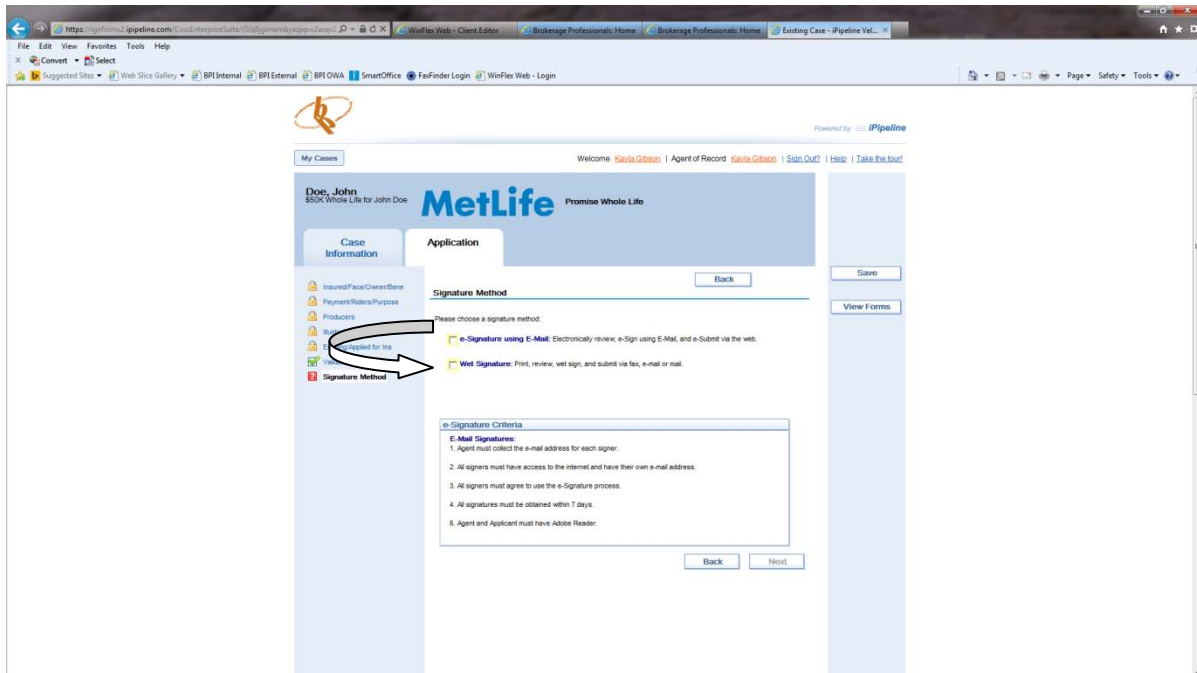 https://igoforms2.ipipeline.com/CossEnterpriseSuite/
WinFlex Web - Client Editor
Brokerage Professionals: Home
Brokerage Professionals: Home
Existing Case - iPipeline Vel...
File Edit View Favorites Tools Help
Convert Select
Suggested Sites Web Slice Gallery BPI Internal BPI External BPI OWA SmartOffice FaxFinder Login WinFlex Web - Login
Page Safety Tools
Powered by iPipeline
My Cases
Welcome Kayla Gibson | Agent of Record Kayla Gibson | Sign Out? | Help | Take the tour!
Doe, John
$50K Whole Life for John Doe
MetLife Promise Whole Life
Case Information
Application
Insured/Face/Owner/Bene
Payment/Riders/Purpose
Producers
Applied for Ins
Signature Method
Back
Signature Method
Please choose a signature method:
e-Signature using E-Mail: Electronically review, e-Sign using E-Mail, and e-Submit via the web.
Wet Signature: Print, review, wet sign, and submit via fax, e-mail or mail.
e-Signature Criteria
E-Mail Signatures:
1. Agent must collect the e-mail address for each signer.
2. All signers must have access to the internet and have their own e-mail address.
3. All signers must agree to use the e-Signature process.
4. All signatures must be obtained within 7 days.
5. Agent and Applicant must have Adobe Reader.
Back Next
Save
View Forms